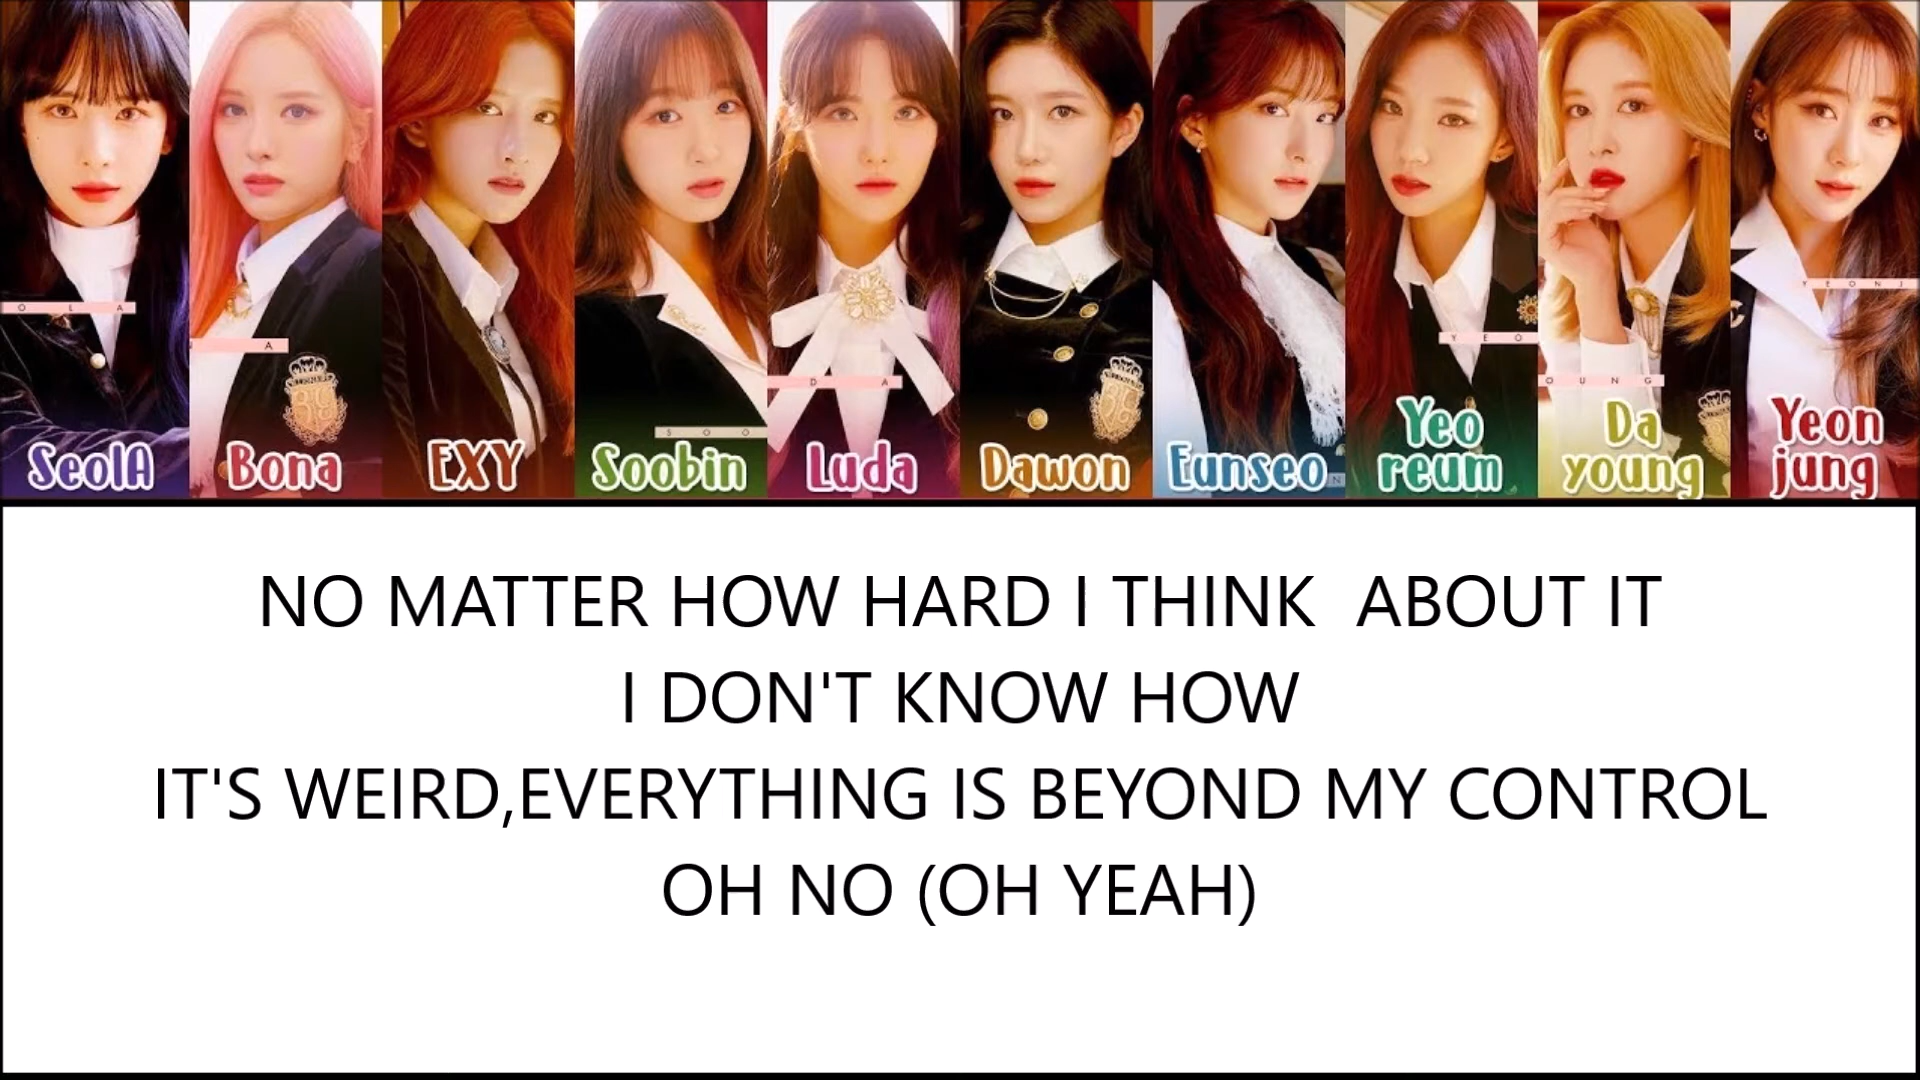 O L A
A
S O O
D A
Y E O
O U N G
Y E O N J
SeolA
Bona
EXY
Soobin
Luda
Dawon
Eunseo
Yeo
reum
Da
young
Yeon
jung
NO MATTER HOW HARD I THINK  ABOUT IT
I DON'T KNOW HOW
IT'S WEIRD,EVERYTHING IS BEYOND MY CONTROL
OH NO (OH YEAH)